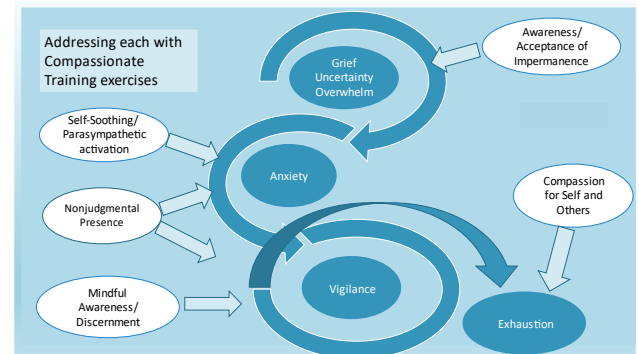 Addressing each with
Compassionate
Training exercises
Grief
Uncertainty
Overwhelm
Awareness/
Acceptance of
Impermanence
Self-Soothing/
Parasympathetic
activation
Anxiety
Nonjudgmental
Presence
Compassion
for Self and
Others
Mindful
Awareness/
Discernment
Vigilance
Exhaustion